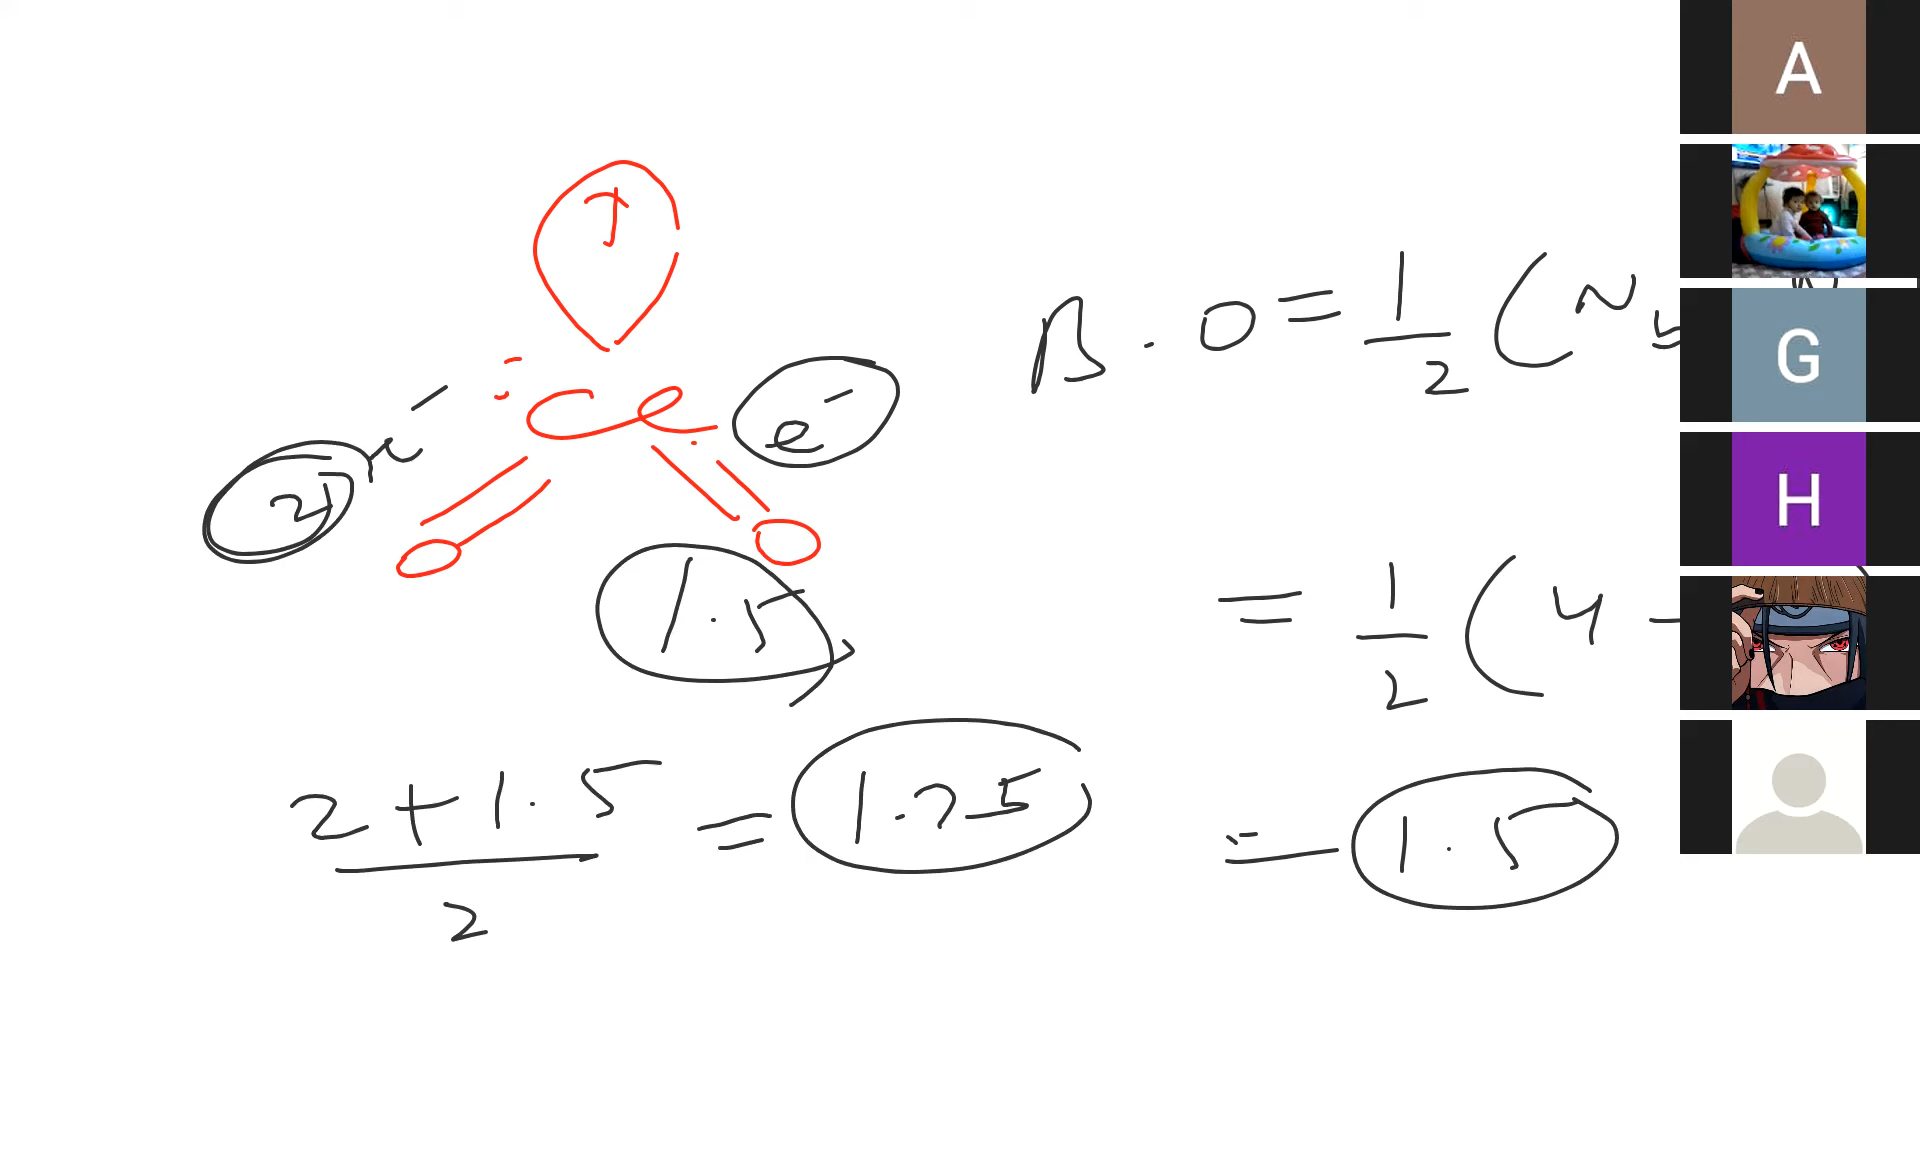 A
B.O = 1/2 (N b
G
Cl
e-
2
H
O O
1.5
= 1/2 (4 -
2 + 1.5 / 2 = 1.75
= 1.5